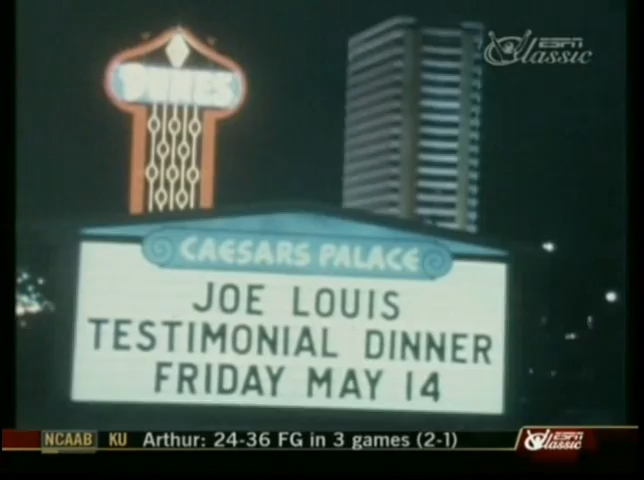 ESPN
Classic
DUNES
CAESARS PALACE
JOE LOUIS
TESTIMONIAL DINNER
FRIDAY MAY 14
NCAAB KU Arthur: 24-36 FG in 3 games (2-1) ESPN
Classic